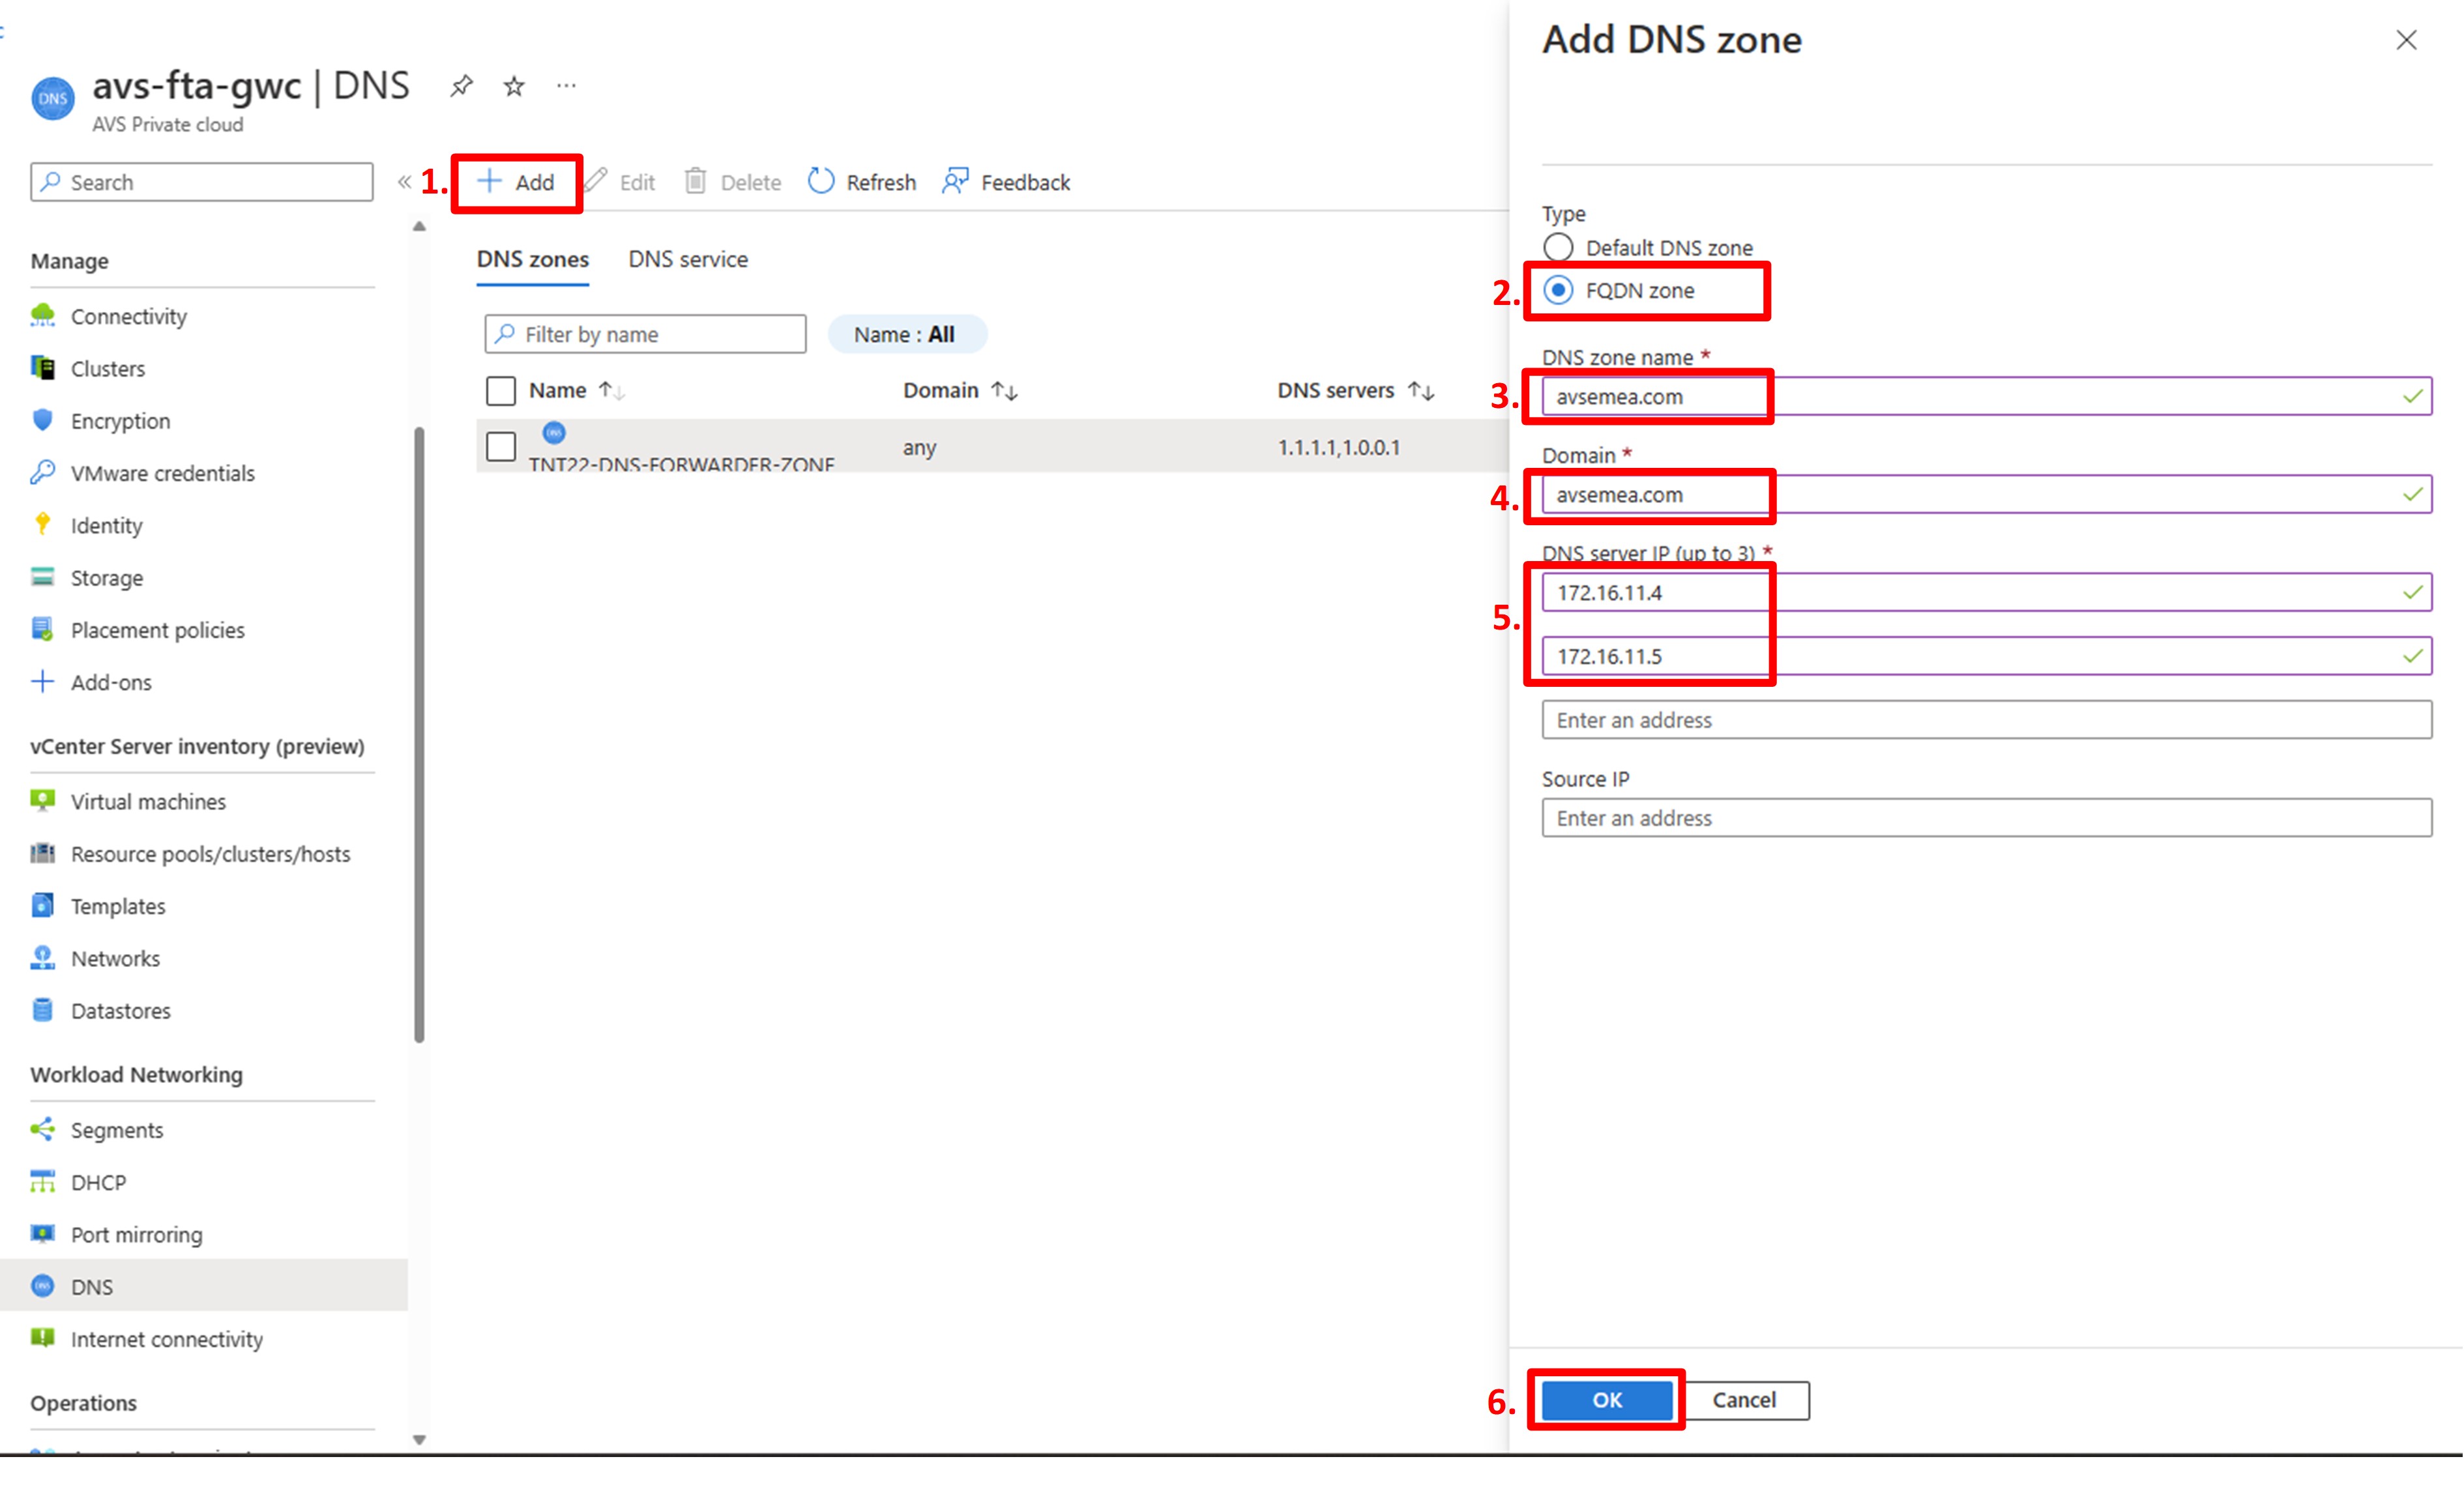 avs-fta-gwc | DNS
AVS Private cloud
Search
Manage
Connectivity
Clusters
Encryption
VMware credentials
Identity
Storage
Placement policies
Add-ons
vCenter Server inventory (preview)
Virtual machines
Resource pools/clusters/hosts
Templates
Networks
Datastores
Workload Networking
Segments
DHCP
Port mirroring
DNS
Internet connectivity
Operations
1. Add Edit Delete Refresh Feedback
DNS zones DNS service
Filter by name Name : All
Name Domain DNS servers
TNT22-DNS-FORWARDER-ZONE any 1.1.1.1,1.0.0.1
Add DNS zone
Type
Default DNS zone
2. FQDN zone
DNS zone name *
3. avsemea.com
Domain *
4. avsemea.com
DNS server IP (up to 3) *
172.16.11.4
5.
172.16.11.5
Enter an address
Source IP
Enter an address
6. OK Cancel